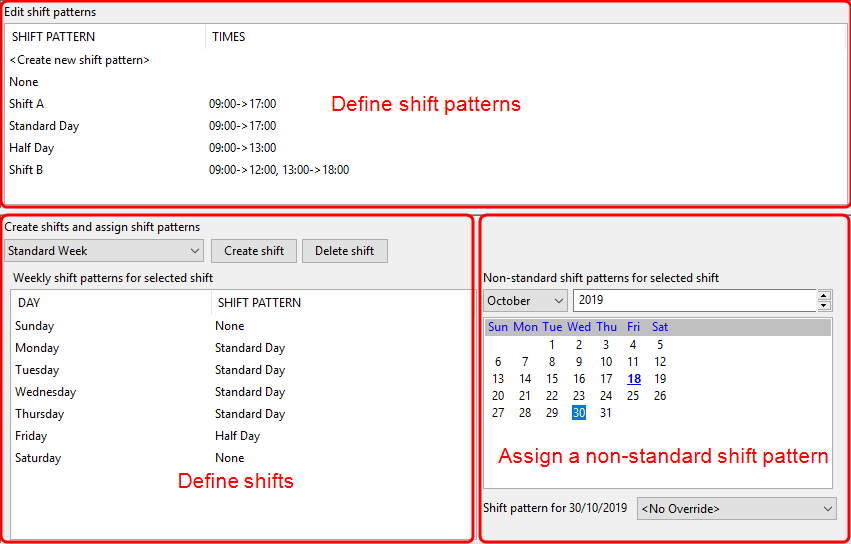 Edit shift patterns
SHIFT PATTERN TIMES
<Create new shift pattern>
None
Shift A 09:00->17:00
Standard Day 09:00->17:00
Half Day 09:00->13:00
Shift B 09:00->12:00, 13:00->18:00
Define shift patterns
Create shifts and assign shift patterns
Standard Week Create shift Delete shift
Weekly shift patterns for selected shift
DAY SHIFT PATTERN
Sunday None
Monday Standard Day
Tuesday Standard Day
Wednesday Standard Day
Thursday Standard Day
Friday Half Day
Saturday None
Define shifts
Non-standard shift patterns for selected shift
October 2019
Sun Mon Tue Wed Thu Fri Sat
1 2 3 4 5
6 7 8 9 10 11 12
13 14 15 16 17 18 19
20 21 22 23 24 25 26
27 28 29 30 31
Assign a non-standard shift pattern
Shift pattern for 30/10/2019 <No Override>